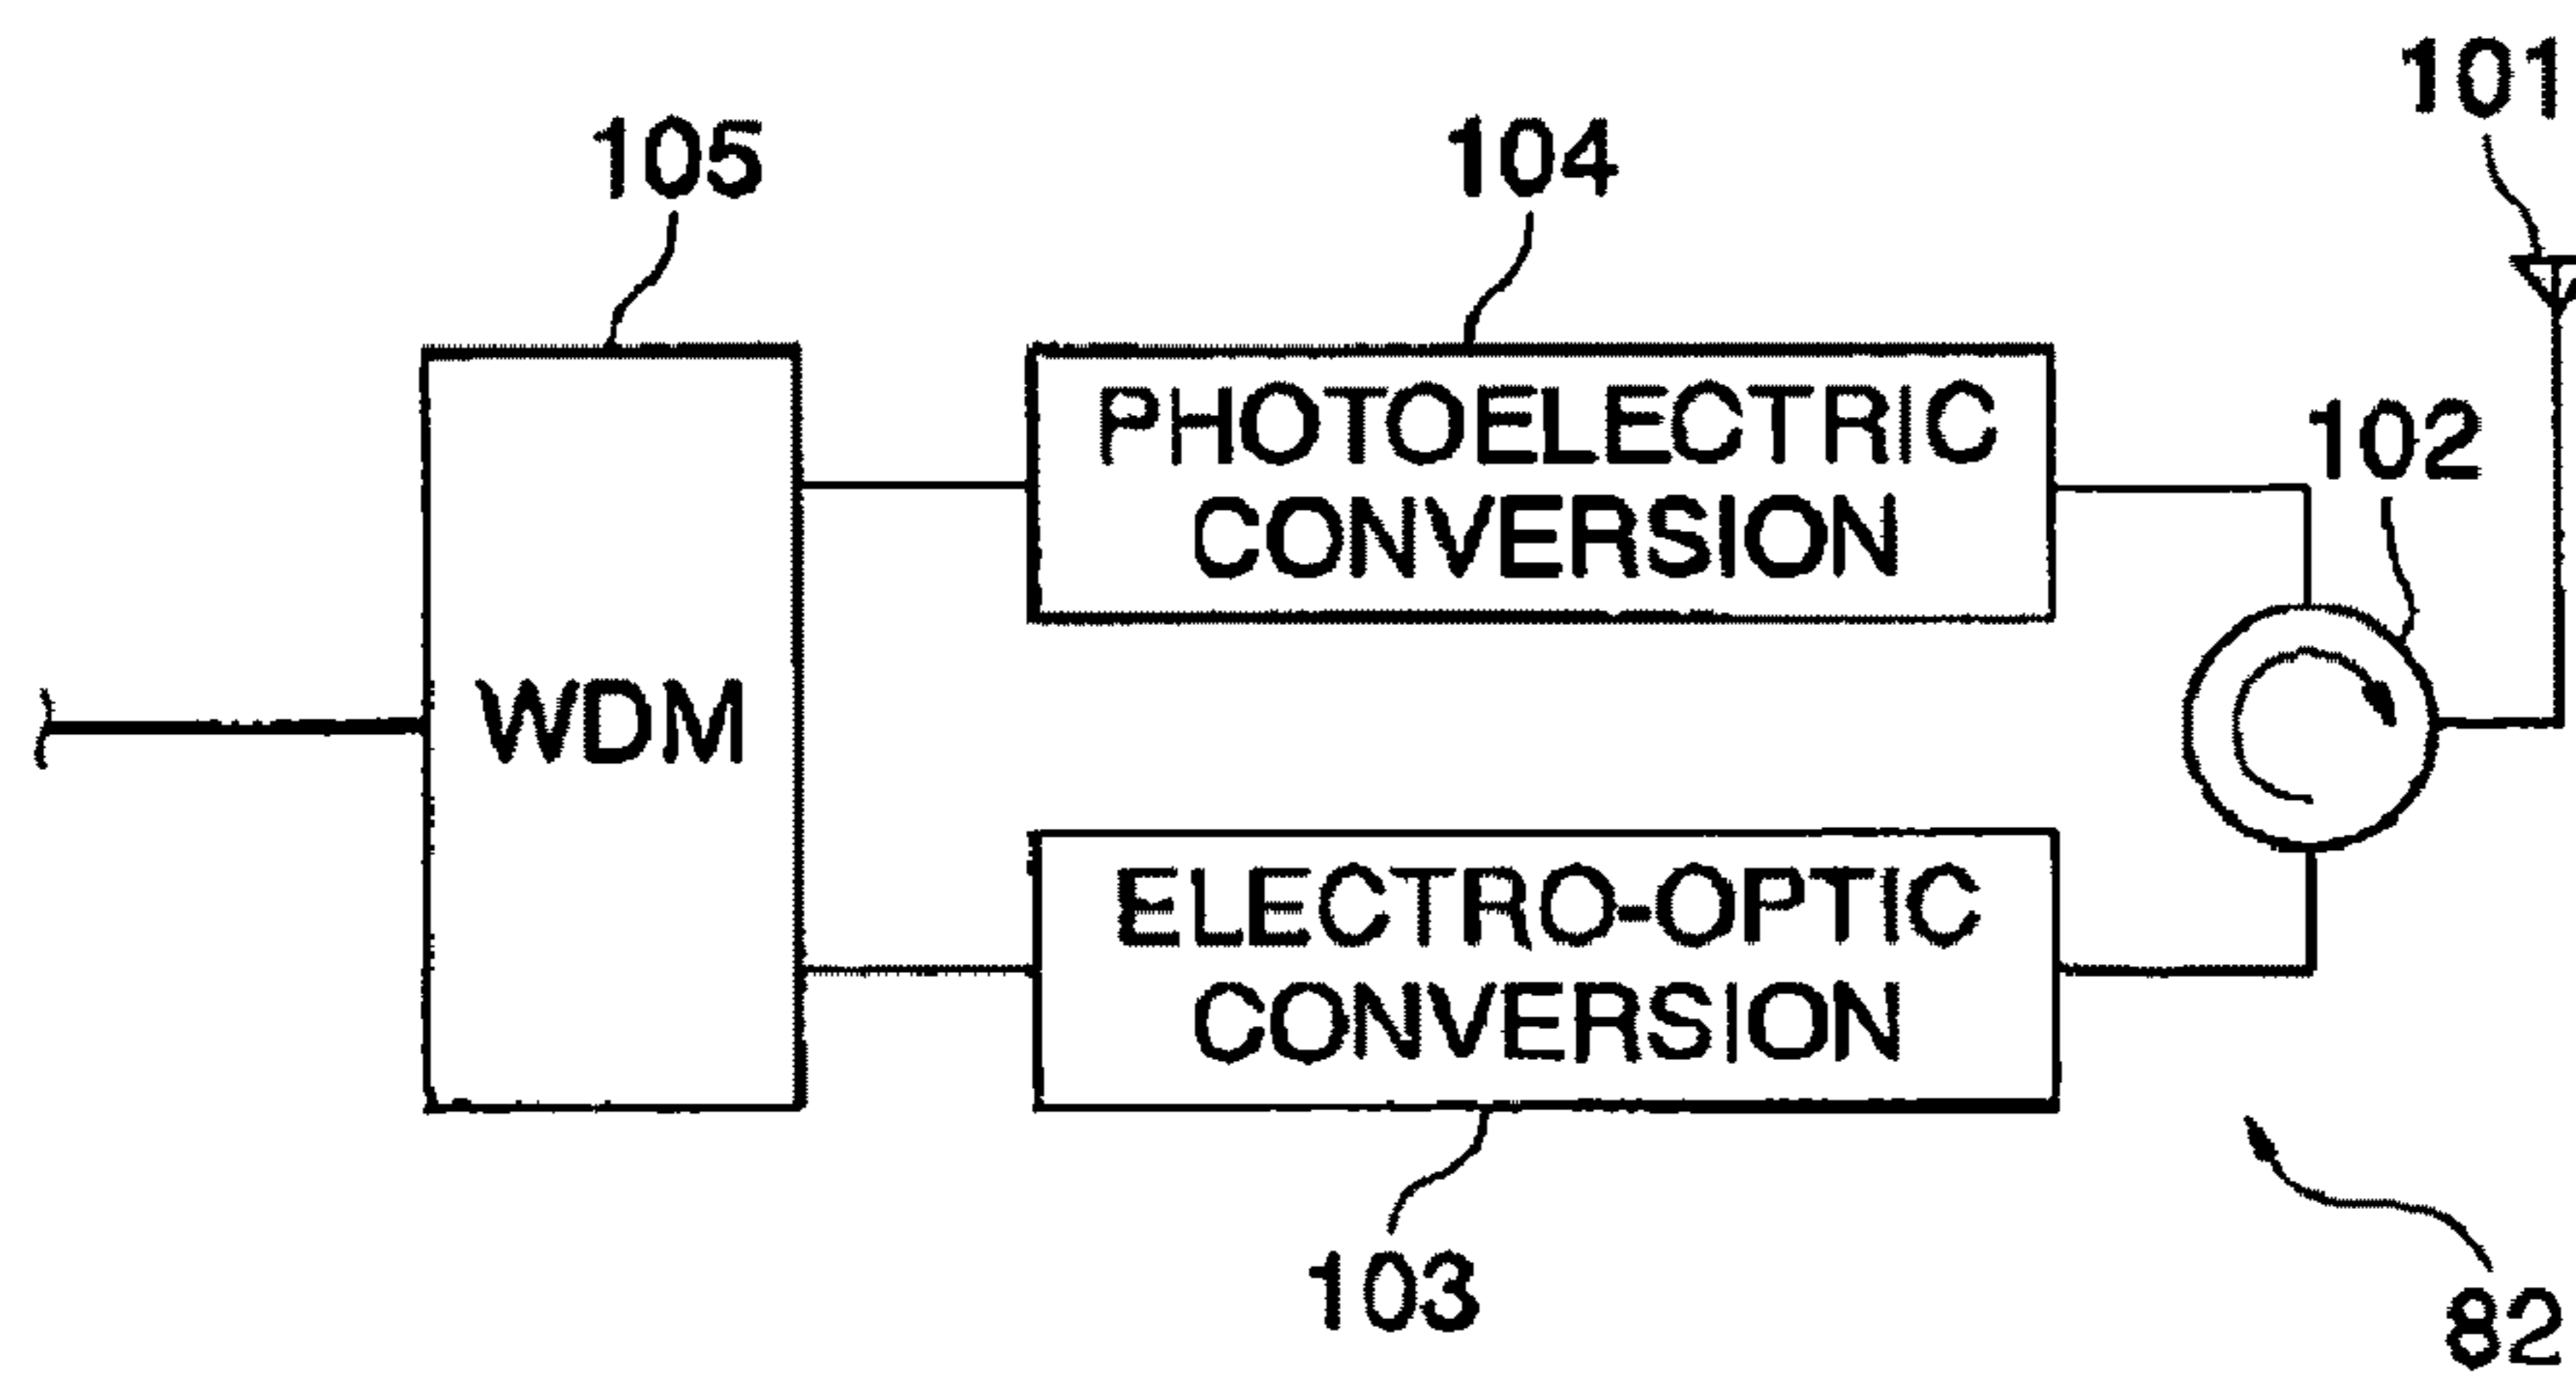 101
105
104
PHOTOELECTRIC
CONVERSION
102
WDM
ELECTRO-OPTIC
CONVERSION
103
82